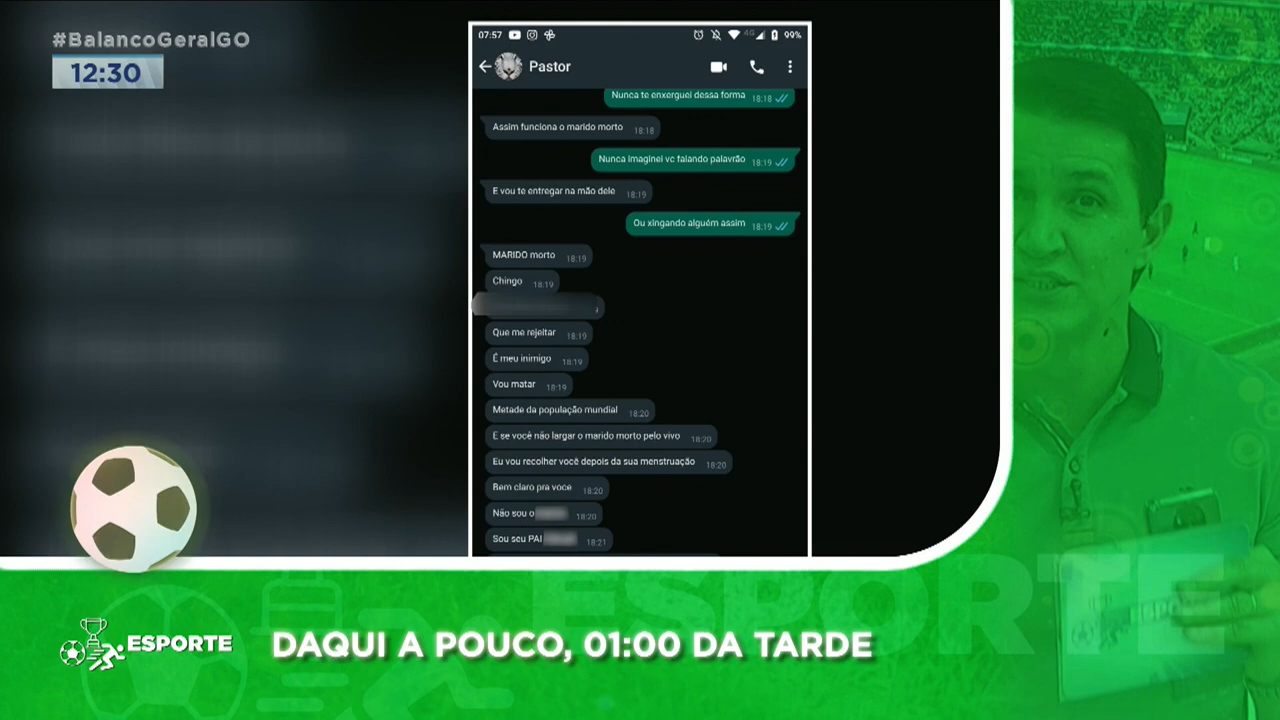 #BalancoGeralGO
12:30
07:57
4G
99%
Pastor
Nunca te enxerguei dessa forma 18:18
Assim funciona o marido morto 18:18
Nunca imaginei vc falando palavrão 18:19
E vou te entregar na mão dele 18:19
Ou xingando alguém assim 18:19
MARIDO morto 18:19
Chingo 18:19
Que me rejeitar 18:19
É meu inimigo 18:19
Vou matar 18:19
Metade da população mundial 18:20
E se você não largar o marido morto pelo vivo 18:20
Eu vou recolher você depois da sua menstruação 18:20
Bem claro pra voce 18:20
Não sou o 18:20
Sou seu PAI 18:21
ESPORTE
ESPORTE
DAQUI A POUCO, 01:00 DA TARDE